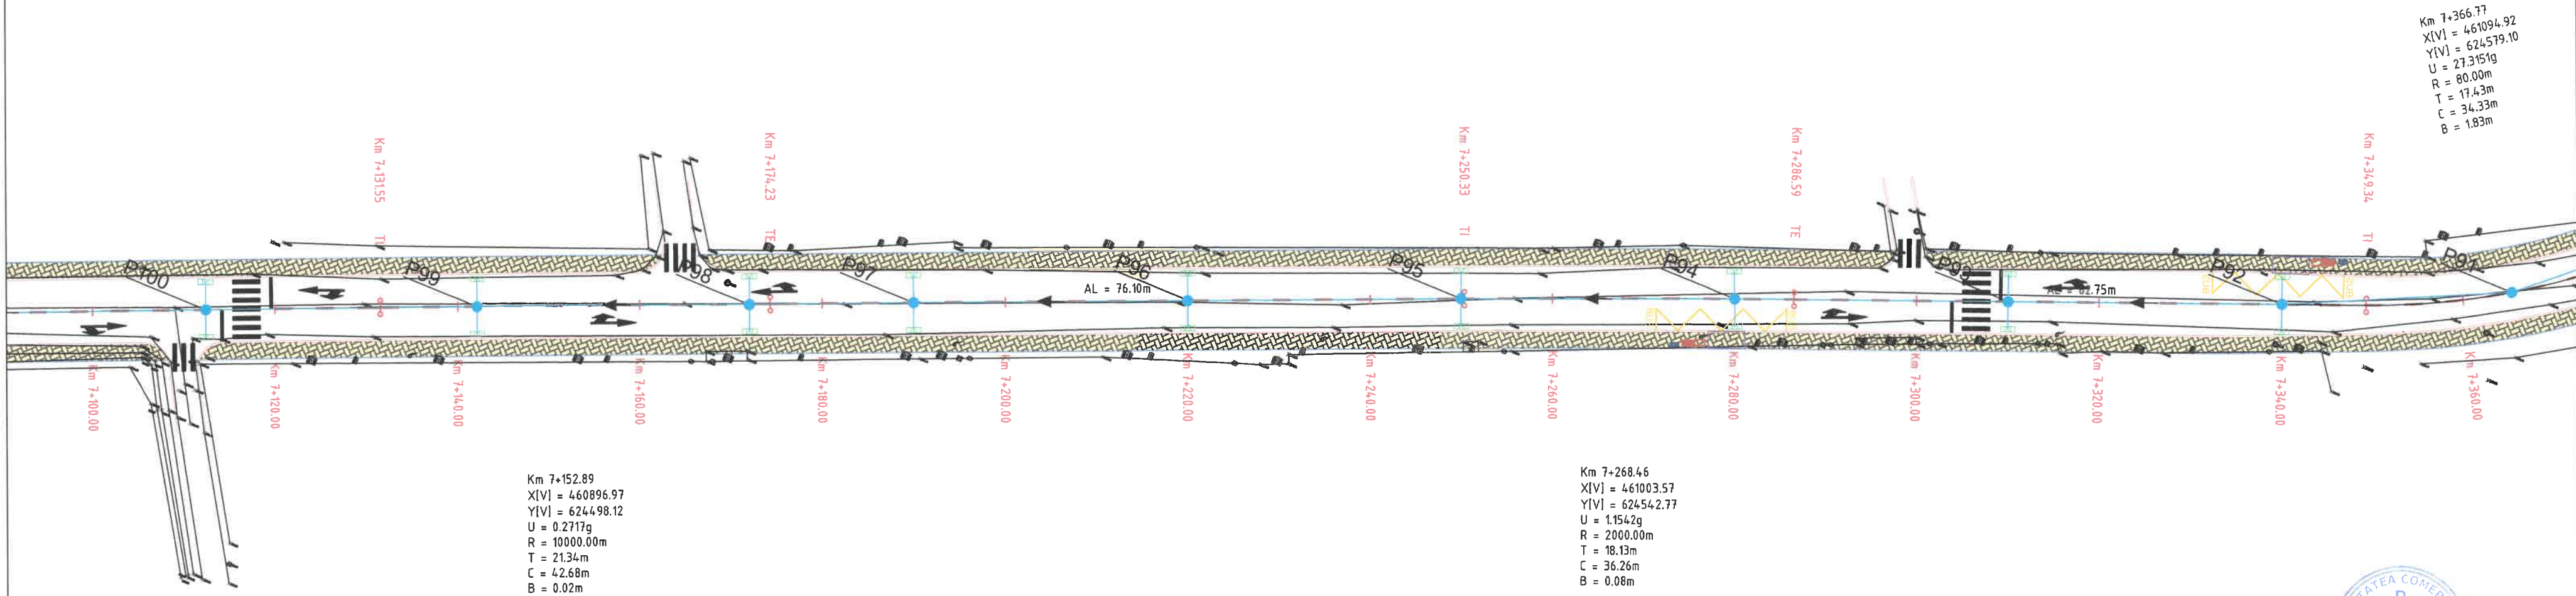 Km 7+366.77
X[V] = 461094.92
Y[V] = 624579.10
U = 27.3151g
R = 80.00m
T = 17.43m
C = 34.33m
B = 1.83m
Km 7+131.55 TI
Km 7+174.23 TE
Km 7+250.33 TI
Km 7+286.59 TE
Km 7+349.34 TI
P100
P99
P98
P97
P96
P95
P94
P93
P92
P91
AL = 76.10m
AL = 62.75m
BUS
BUS
BUS
BUS
Km 7+100.00
Km 7+120.00
Km 7+140.00
Km 7+160.00
Km 7+180.00
Km 7+200.00
Km 7+220.00
Km 7+240.00
Km 7+260.00
Km 7+280.00
Km 7+300.00
Km 7+320.00
Km 7+340.00
Km 7+360.00
Km 7+152.89
X[V] = 460896.97
Y[V] = 624498.12
U = 0.2717g
R = 10000.00m
T = 21.34m
C = 42.68m
B = 0.02m
Km 7+268.46
X[V] = 461003.57
Y[V] = 624542.77
U = 1.1542g
R = 2000.00m
T = 18.13m
C = 36.26m
B = 0.08m